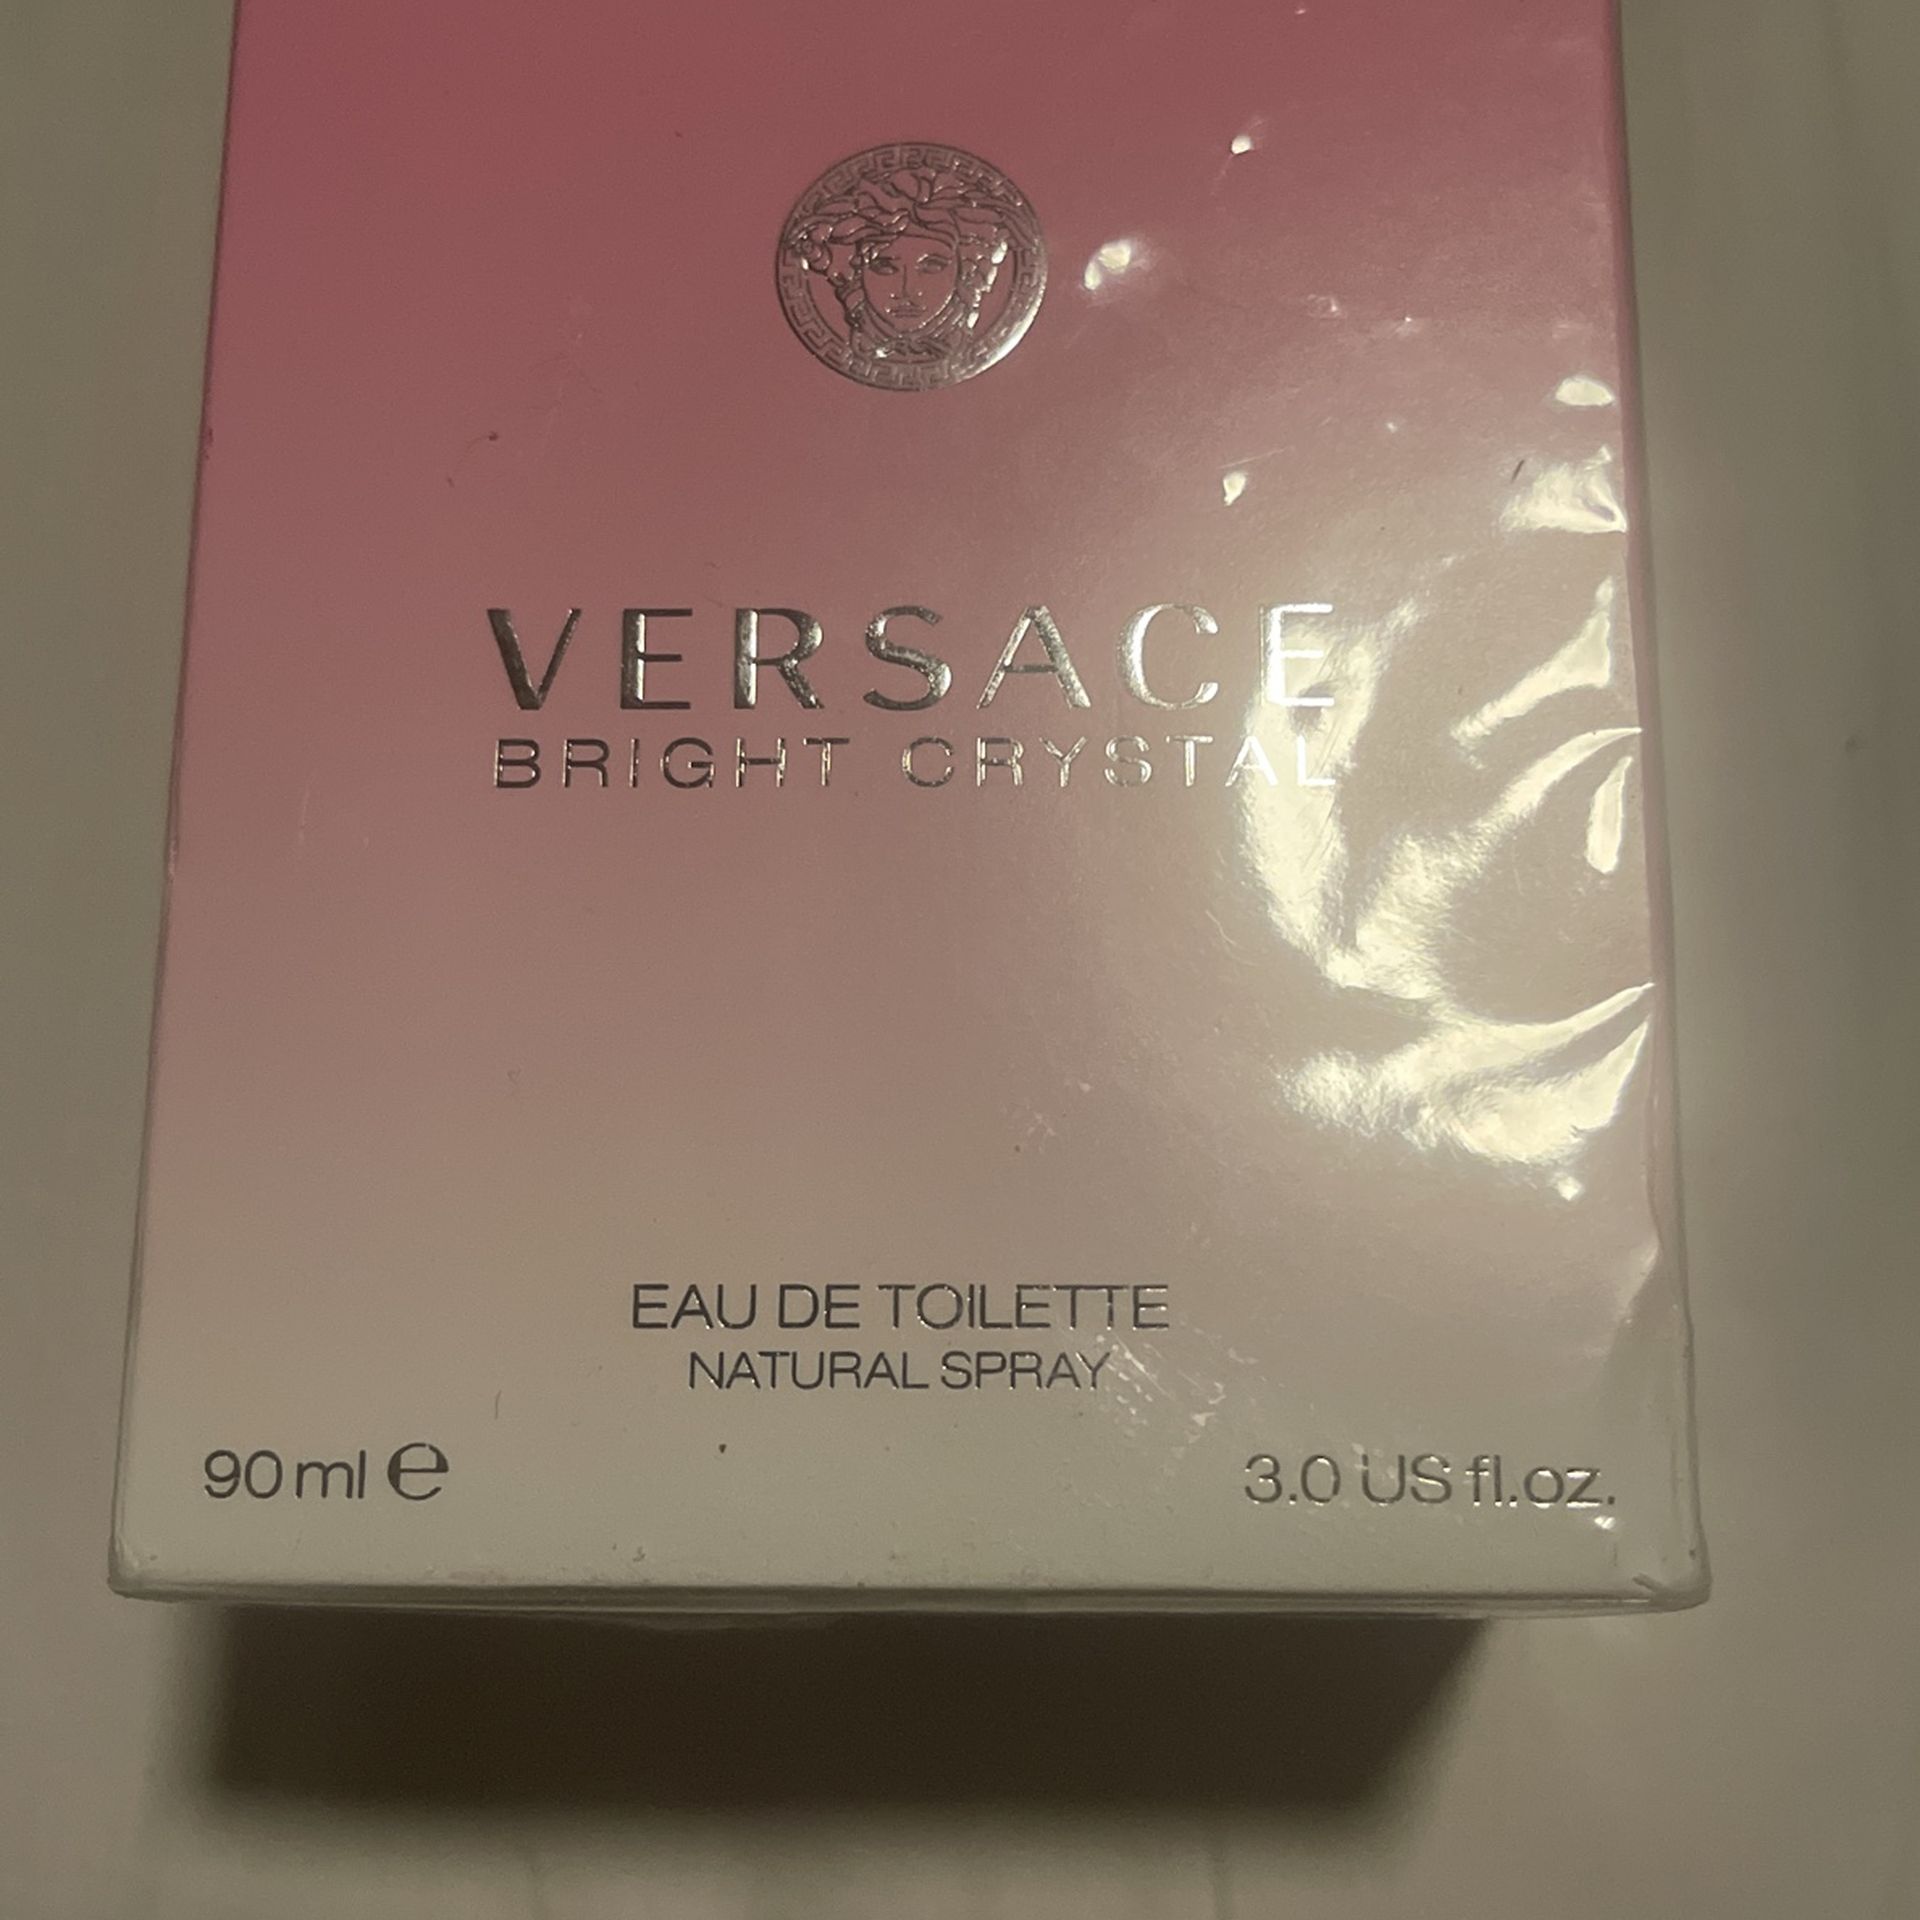 VERSACE
BRIGHT CRYSTAL
EAU DE TOILETTE
NATURAL SPRAY
90 ml ℮ 3.0 US fl.oz.